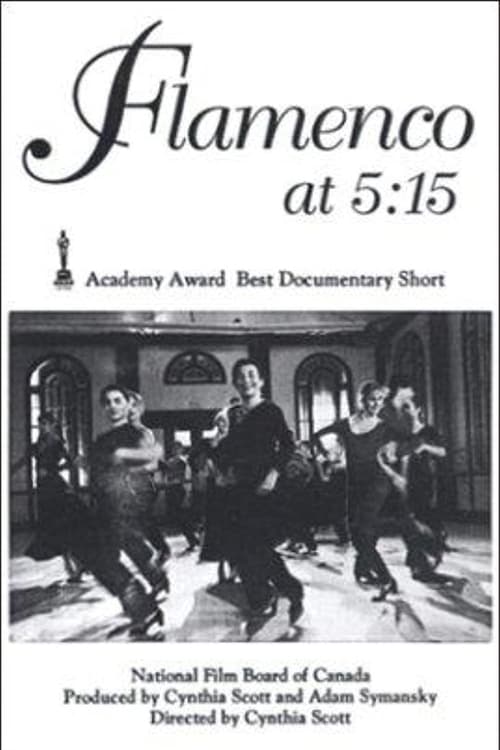 Flamenco
at 5:15
Academy Award Best Documentary Short
National Film Board of Canada
Produced by Cynthia Scott and Adam Symansky
Directed by Cynthia Scott